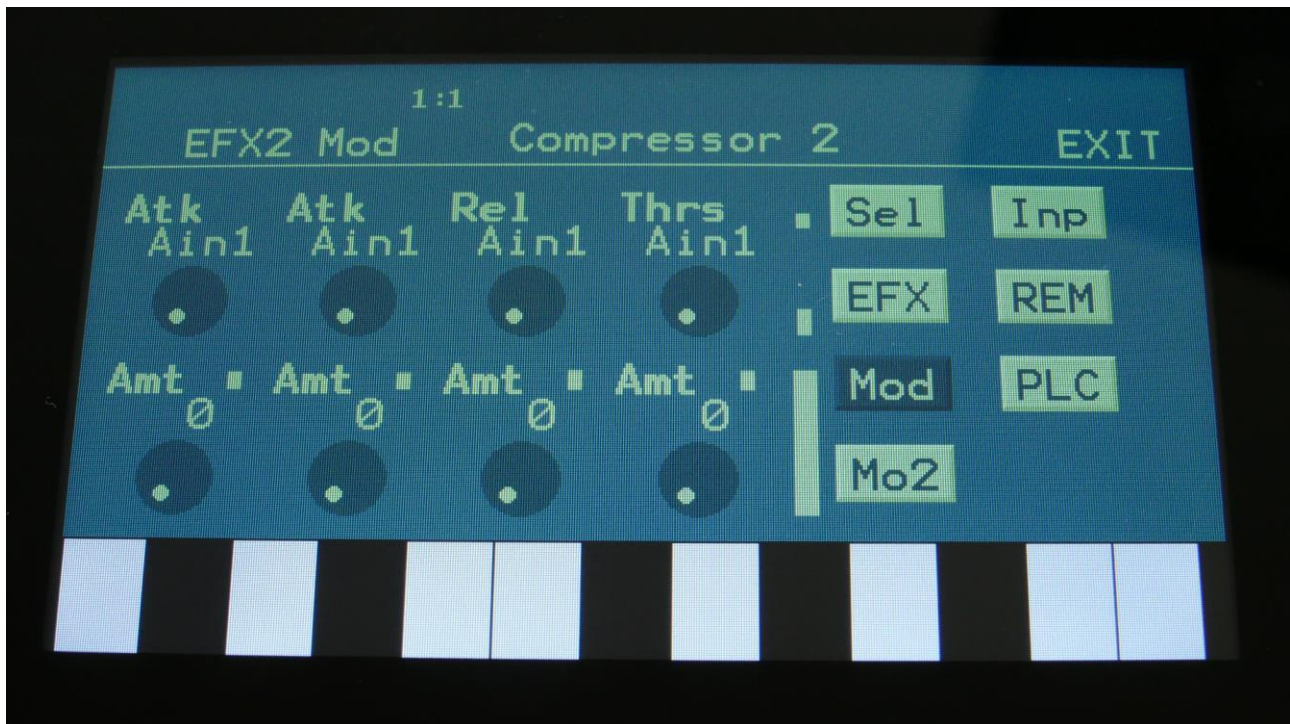 1:1
EFX2 Mod Compressor 2 EXIT
Atk Atk Rel Thrs Sel Inp
Ain1 Ain1 Ain1 Ain1
EFX REM
Amt Amt Amt Amt Mod PLC
0 0 0 0
Mo2